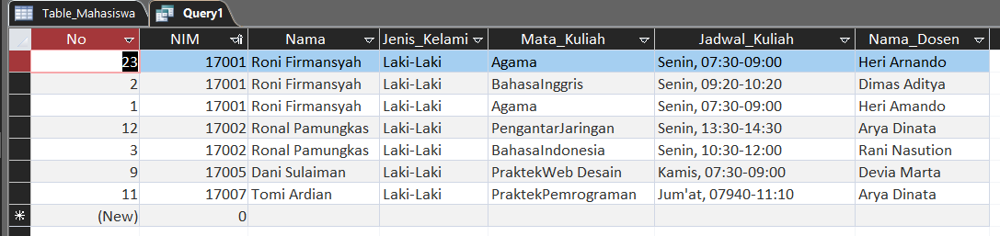 Table_Mahasiswa Query1
No NIM Nama Jenis_Kelami Mata_Kuliah Jadwal_Kuliah Nama_Dosen
23 17001 Roni Firmansyah Laki-Laki Agama Senin, 07:30-09:00 Heri Arnando
2 17001 Roni Firmansyah Laki-Laki BahasaInggris Senin, 09:20-10:20 Dimas Aditya
1 17001 Roni Firmansyah Laki-Laki Agama Senin, 07:30-09:00 Heri Amando
12 17002 Ronal Pamungkas Laki-Laki PengantarJaringan Senin, 13:30-14:30 Arya Dinata
3 17002 Ronal Pamungkas Laki-Laki BahasaIndonesia Senin, 10:30-12:00 Rani Nasution
9 17005 Dani Sulaiman Laki-Laki PraktekWeb Desain Kamis, 07:30-09:00 Devia Marta
11 17007 Tomi Ardian Laki-Laki PraktekPemrograman Jum'at, 07940-11:10 Arya Dinata
(New) 0